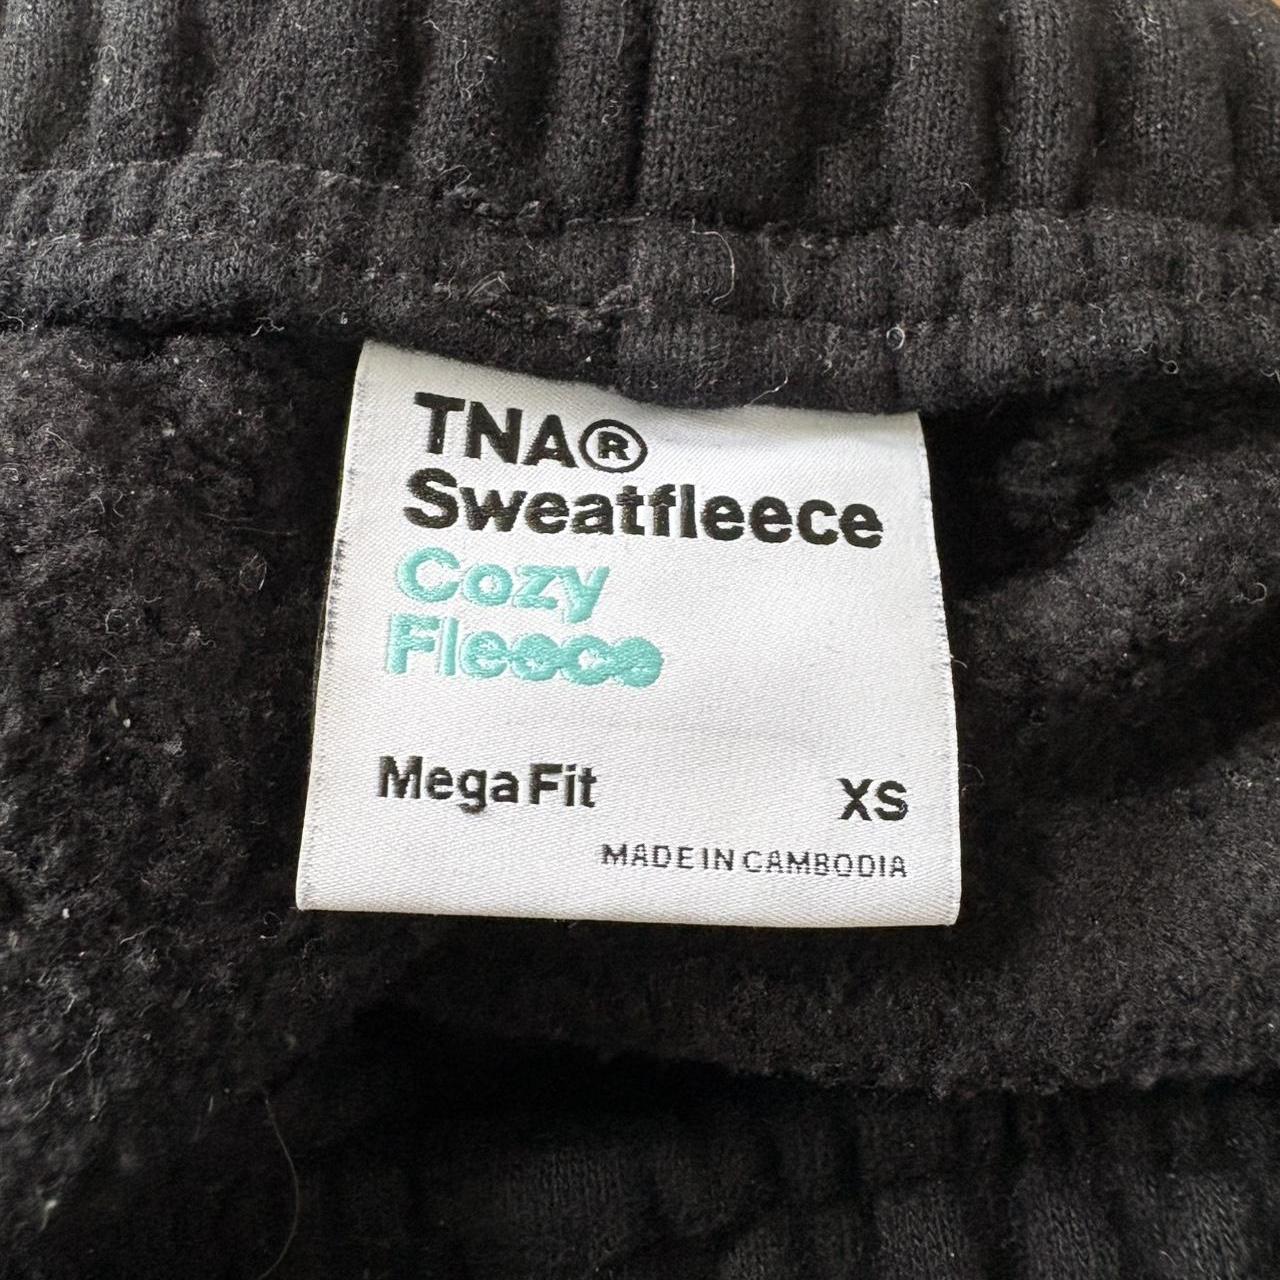 TNA®
Sweatfleece
Cozy
Fleece
Mega Fit XS
MADE IN CAMBODIA